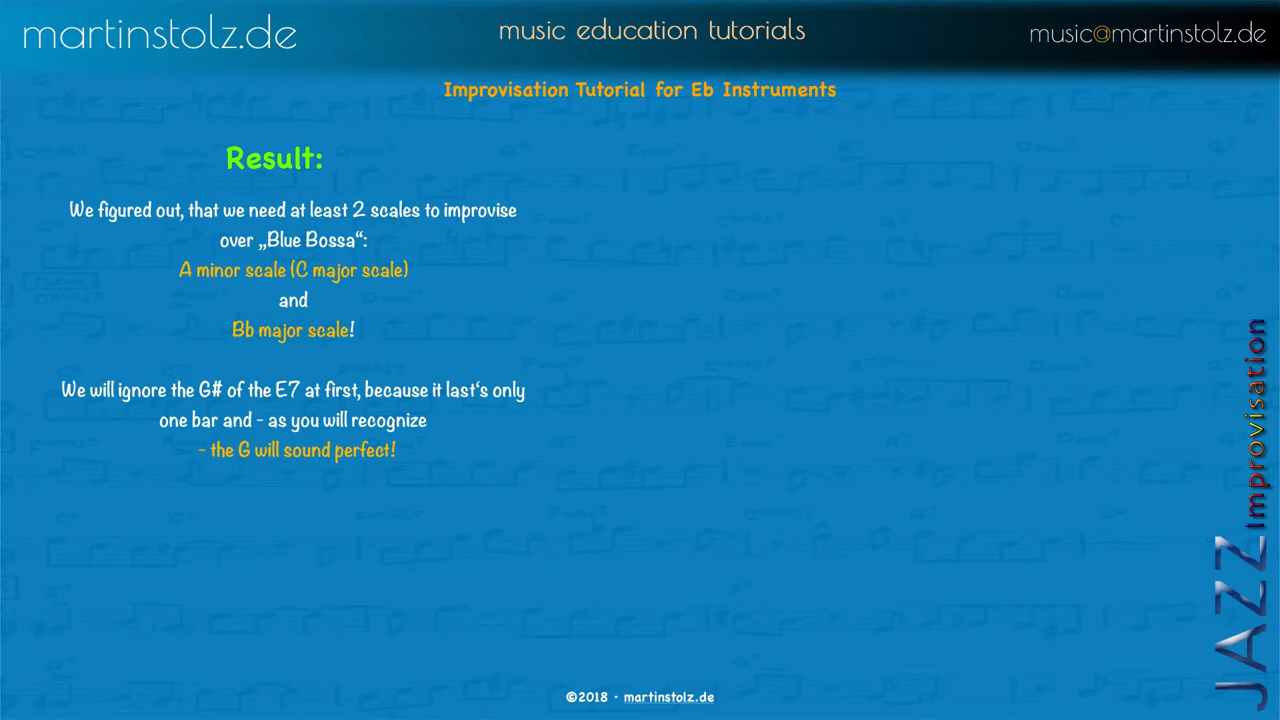 martinstolz.de
music education tutorials
music@martinstolz.de
Improvisation Tutorial for Eb Instruments
Result:
We figured out, that we need at least 2 scales to improvise
over „Blue Bossa“:
A minor scale (C major scale)
and
Bb major scale!
We will ignore the G# of the E7 at first, because it last‘s only
one bar and - as you will recognize
- the G will sound perfect!
JAZZ Improvisation
©2018 · martinstolz.de